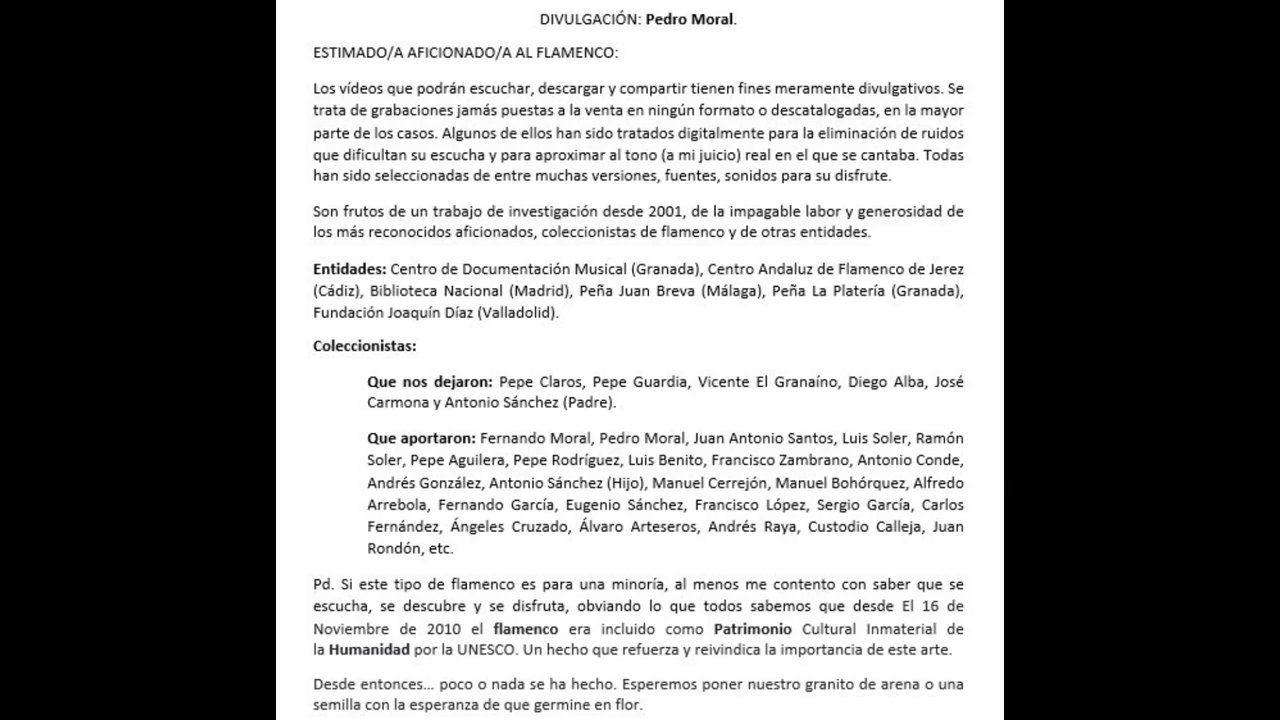 DIVULGACIÓN: Pedro Moral.
ESTIMADO/A AFICIONADO/A AL FLAMENCO:
Los vídeos que podrán escuchar, descargar y compartir tienen fines meramente divulgativos. Se
trata de grabaciones jamás puestas a la venta en ningún formato o descatalogadas, en la mayor
parte de los casos. Algunos de ellos han sido tratados digitalmente para la eliminación de ruidos
que dificultan su escucha y para aproximar al tono (a mi juicio) real en el que se cantaba. Todas
han sido seleccionadas de entre muchas versiones, fuentes, sonidos para su disfrute.
Son frutos de un trabajo de investigación desde 2001, de la impagable labor y generosidad de
los más reconocidos aficionados, coleccionistas de flamenco y de otras entidades.
Entidades: Centro de Documentación Musical (Granada), Centro Andaluz de Flamenco de Jerez
(Cádiz), Biblioteca Nacional (Madrid), Peña Juan Breva (Málaga), Peña La Platería (Granada),
Fundación Joaquín Díaz (Valladolid).
Coleccionistas:
Que nos dejaron: Pepe Claros, Pepe Guardia, Vicente El Granaíno, Diego Alba, José
Carmona y Antonio Sánchez (Padre).
Que aportaron: Fernando Moral, Pedro Moral, Juan Antonio Santos, Luis Soler, Ramón
Soler, Pepe Aguilera, Pepe Rodríguez, Luis Benito, Francisco Zambrano, Antonio Conde,
Andrés González, Antonio Sánchez (Hijo), Manuel Cerrejón, Manuel Bohórquez, Alfredo
Arrebola, Fernando García, Eugenio Sánchez, Francisco López, Sergio García, Carlos
Fernández, Ángeles Cruzado, Álvaro Arteseros, Andrés Raya, Custodio Calleja, Juan
Rondón, etc.
Pd. Si este tipo de flamenco es para una minoría, al menos me contento con saber que se
escucha, se descubre y se disfruta, obviando lo que todos sabemos que desde El 16 de
Noviembre de 2010 el flamenco era incluido como Patrimonio Cultural Inmaterial de
la Humanidad por la UNESCO. Un hecho que refuerza y reivindica la importancia de este arte.
Desde entonces... poco o nada se ha hecho. Esperemos poner nuestro granito de arena o una
semilla con la esperanza de que germine en flor.